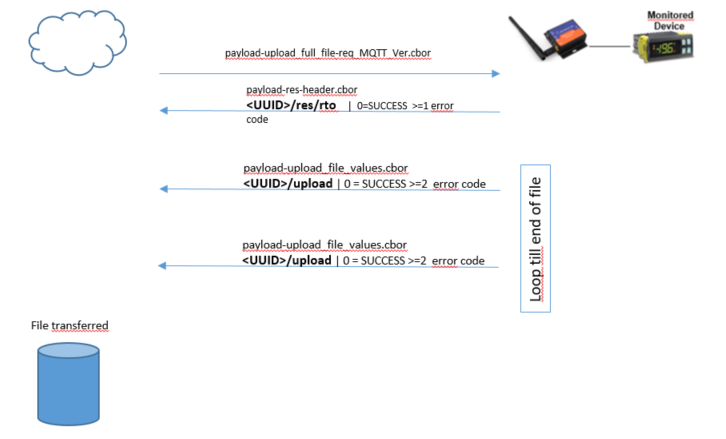 Monitored
Device
-19.6
payload-upload_full_file-req_MQTT_Ver.cbor
payload-res-header.cbor
<UUID>/res/rto | 0=SUCCESS >=1 error
code
payload-upload_file_values.cbor
<UUID>/upload | 0 = SUCCESS >=2 error code
payload-upload_file_values.cbor
<UUID>/upload | 0 = SUCCESS >=2 error code
Loop till end of file
File transferred